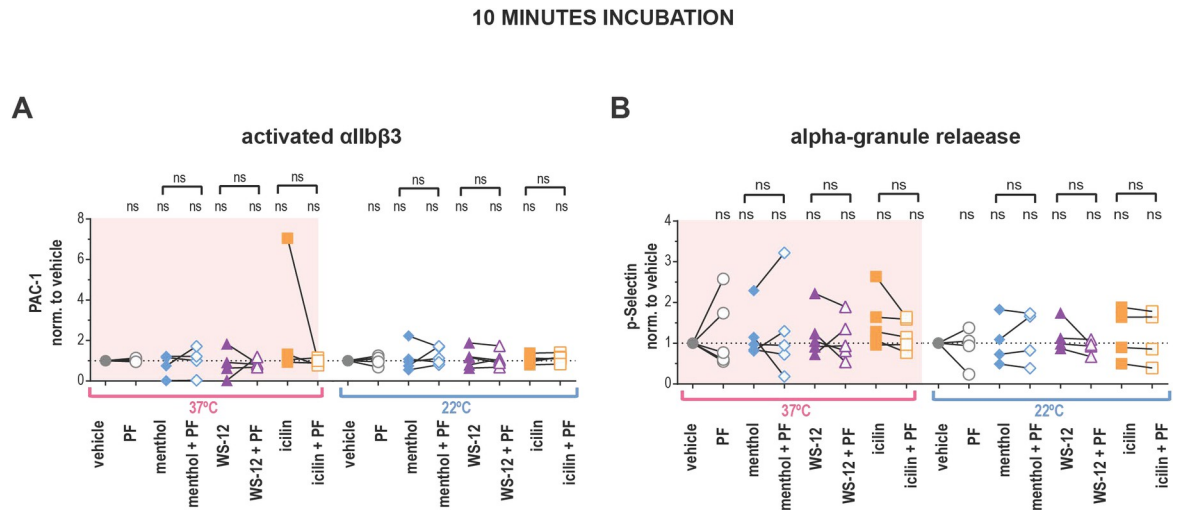 10 MINUTES INCUBATION
A
activated αIIbβ3
ns ns ns
ns ns ns ns ns ns ns
PAC-1
norm. to vehicle
8
6
4
2
0
37ºC
vehicle
PF
menthol
menthol + PF
WS-12
WS-12 + PF
icilin
icilin + PF
ns ns ns
ns ns ns ns ns ns ns
22ºC
vehicle
PF
menthol
menthol + PF
WS-12
WS-12 + PF
icilin
icilin + PF
B
alpha-granule relaease
ns ns ns
ns ns ns ns ns ns ns
p-Selectin
norm. to vehicle
4
3
2
1
0
37ºC
vehicle
PF
menthol
menthol + PF
WS-12
WS-12 + PF
icilin
icilin + PF
ns ns ns
ns ns ns ns ns ns ns
22ºC
vehicle
PF
menthol
menthol + PF
WS-12
WS-12 + PF
icilin
icilin + PF